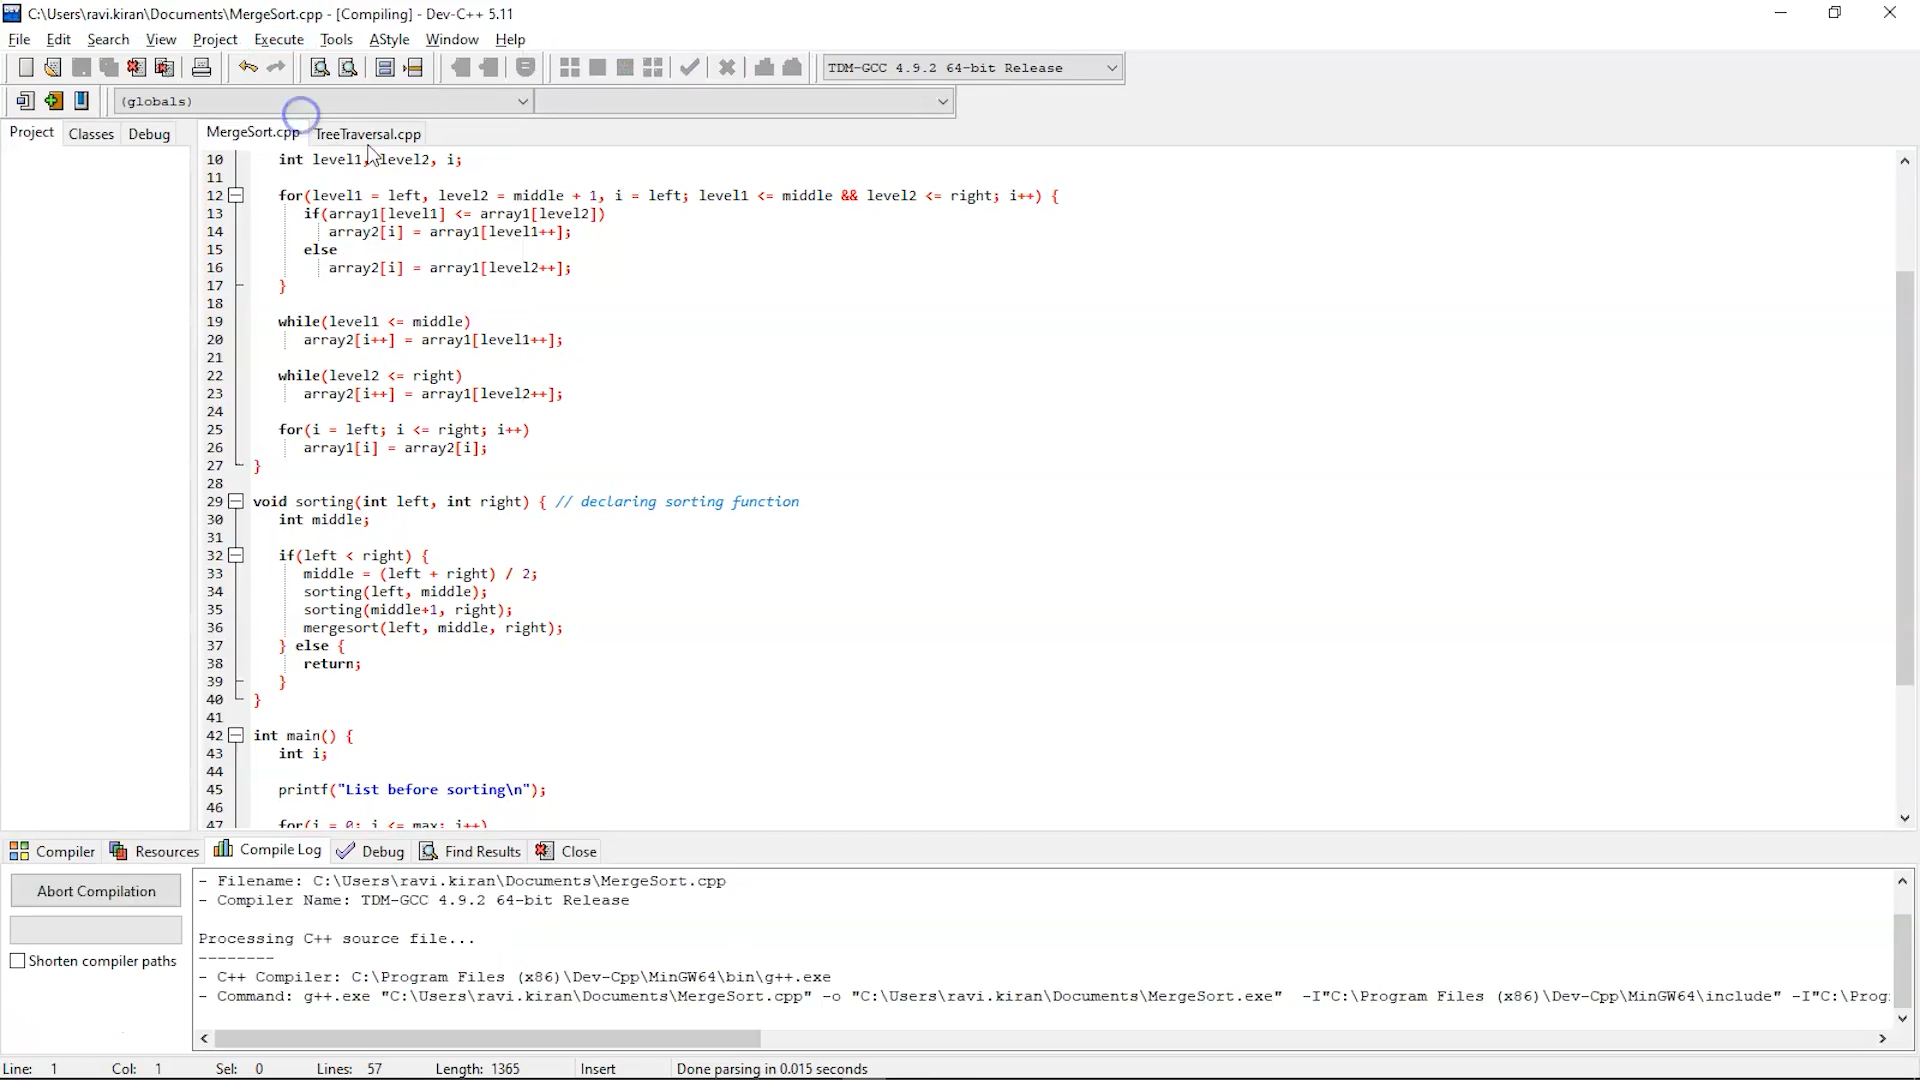 C:\Users\ravi.kiran\Documents\MergeSort.cpp - [Compiling] - Dev-C++ 5.11
File Edit Search View Project Execute Tools AStyle Window Help
TDM-GCC 4.9.2 64-bit Release
(globals)
Project Classes Debug MergeSort.cpp TreeTraversal.cpp
10 int level1, level2, i;
11
12 for(level1 = left, level2 = middle + 1, i = left; level1 <= middle && level2 <= right; i++) {
13 if(array1[level1] <= array1[level2])
14 array2[i] = array1[level1++];
15 else
16 array2[i] = array1[level2++];
17 }
18
19 while(level1 <= middle)
20 array2[i++] = array1[level1++];
21
22 while(level2 <= right)
23 array2[i++] = array1[level2++];
24
25 for(i = left; i <= right; i++)
26 array1[i] = array2[i];
27 }
28
29 void sorting(int left, int right) { // declaring sorting function
30 int middle;
31
32 if(left < right) {
33 middle = (left + right) / 2;
34 sorting(left, middle);
35 sorting(middle+1, right);
36 mergesort(left, middle, right);
37 } else {
38 return;
39 }
40 }
41
42 int main() {
43 int i;
44
45 printf("List before sorting\n");
46
47 for(i = 0; i <= max; i++)
Compiler Resources Compile Log Debug Find Results Close
Abort Compilation
Shorten compiler paths
- Filename: C:\Users\ravi.kiran\Documents\MergeSort.cpp
- Compiler Name: TDM-GCC 4.9.2 64-bit Release
Processing C++ source file...
--------
- C++ Compiler: C:\Program Files (x86)\Dev-Cpp\MinGW64\bin\g++.exe
- Command: g++.exe "C:\Users\ravi.kiran\Documents\MergeSort.cpp" -o "C:\Users\ravi.kiran\Documents\MergeSort.exe" -I"C:\Program Files (x86)\Dev-Cpp\MinGW64\include" -I"C:\Prog
Line: 1 Col: 1 Sel: 0 Lines: 57 Length: 1365 Insert Done parsing in 0.015 seconds